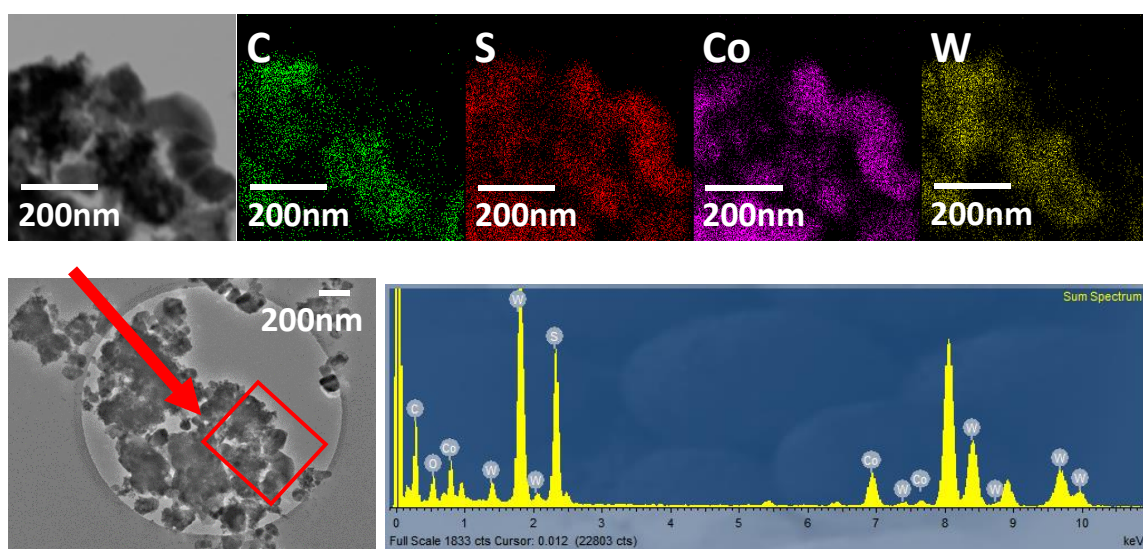 C
S
Co
W
200nm
200nm
200nm
200nm
200nm
200nm
Sum Spectrum
W
S
C
O
Co
W
W
Co
W
Co
W
W
W
W
0 1 2 3 4 5 6 7 8 9 10
Full Scale 1833 cts Cursor: 0.012 (22803 cts)
keV